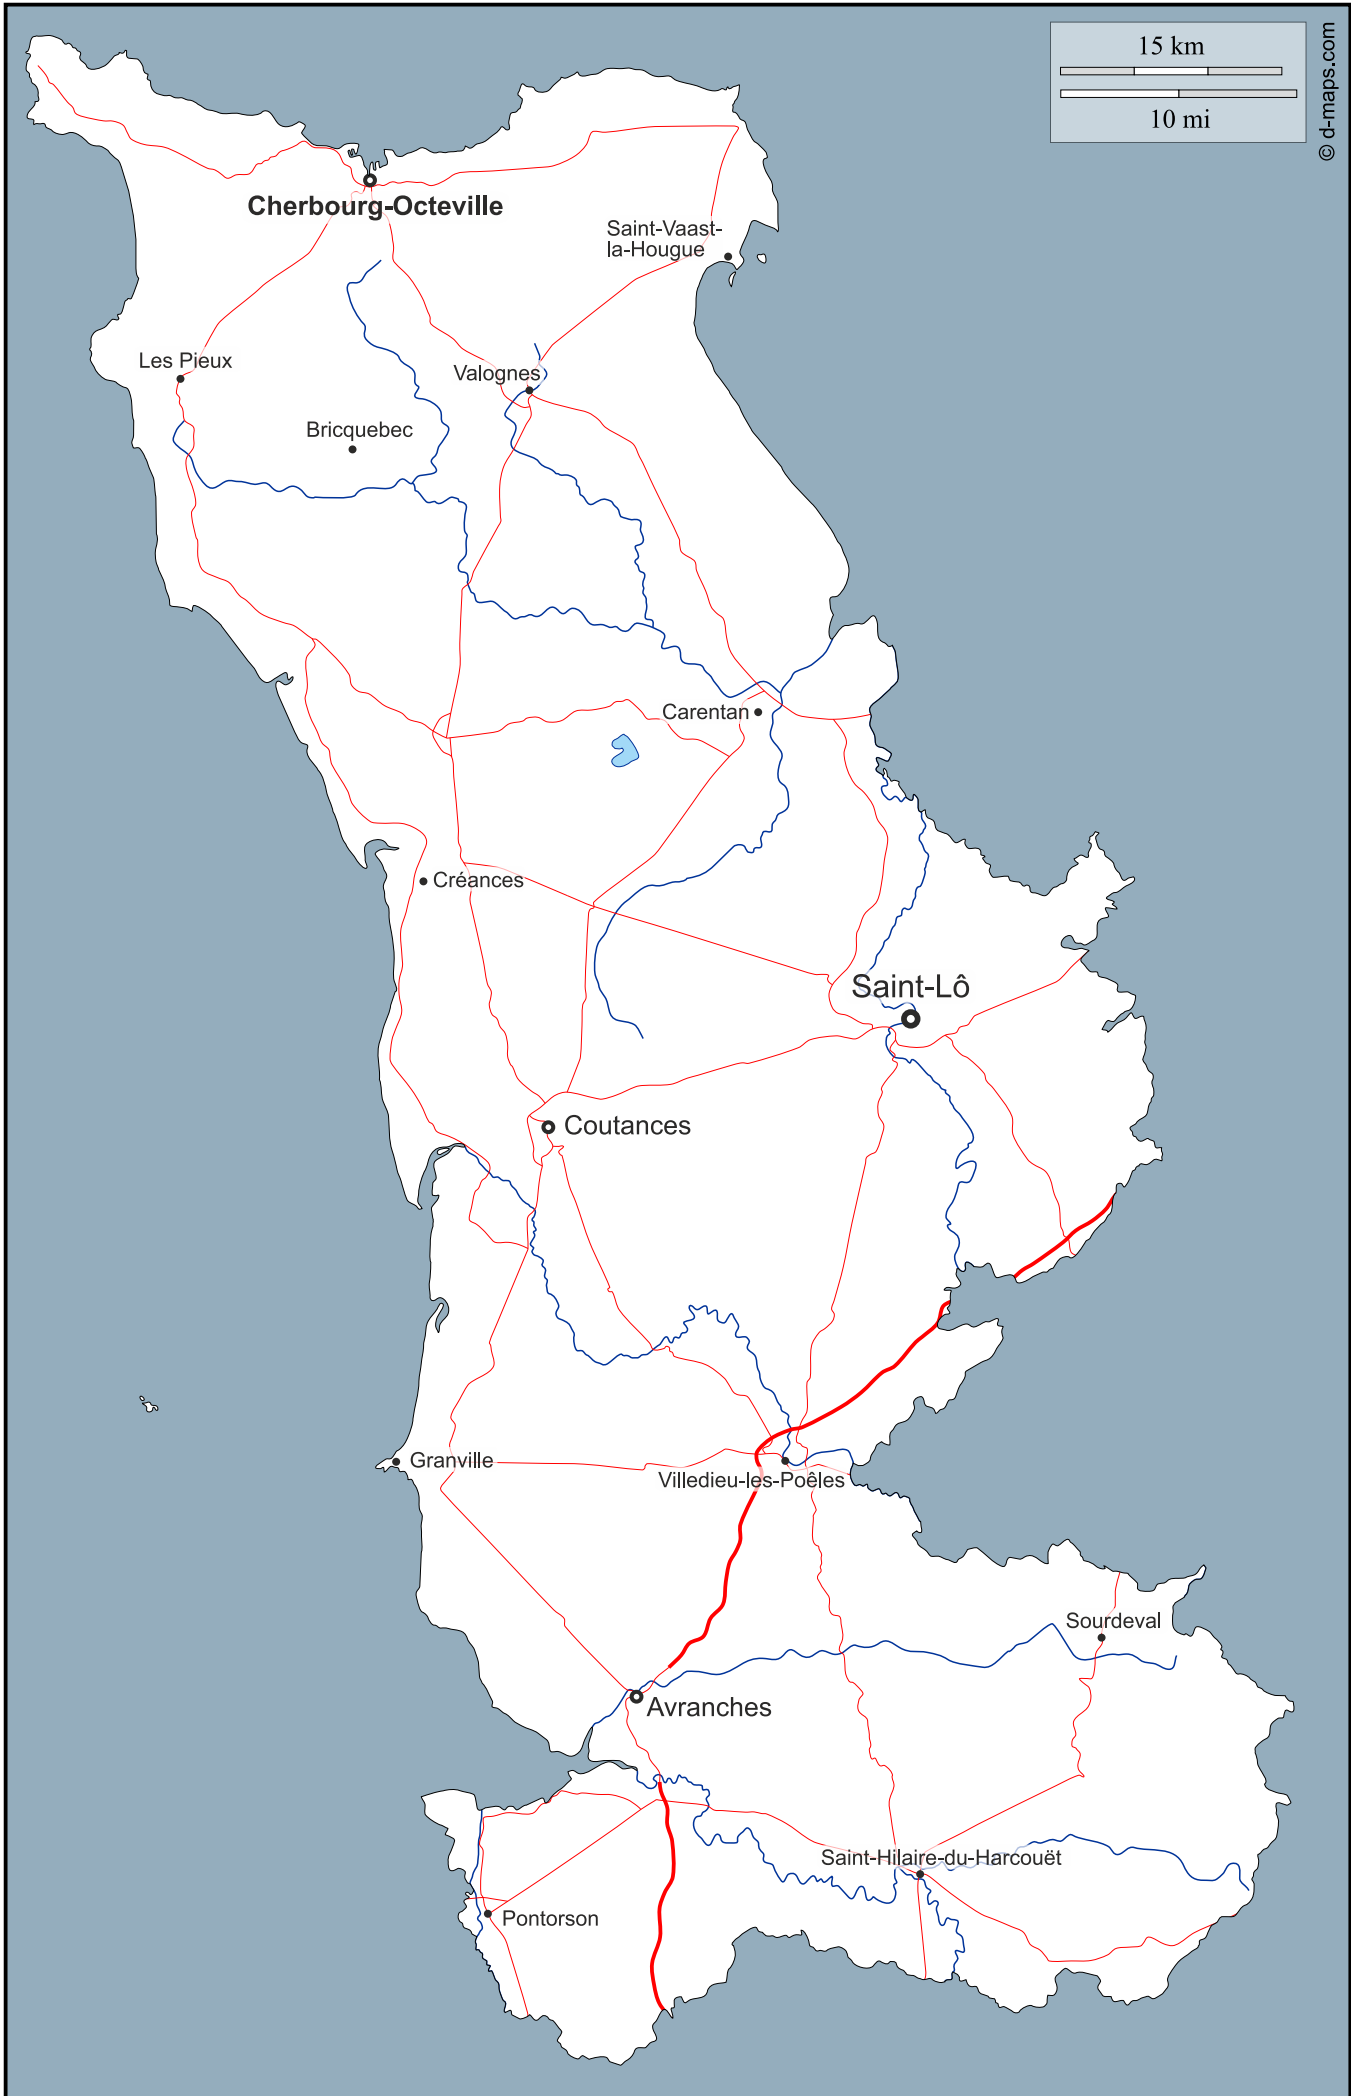 15 km
10 mi
© d-maps.com
Cherbourg-Octeville
Saint-Vaast-
la-Hougue
Les Pieux
Valognes
Bricquebec
Carentan
Créances
Saint-Lô
Coutances
Granville
Villedieu-les-Poêles
Sourdeval
Avranches
Saint-Hilaire-du-Harcouët
Pontorson